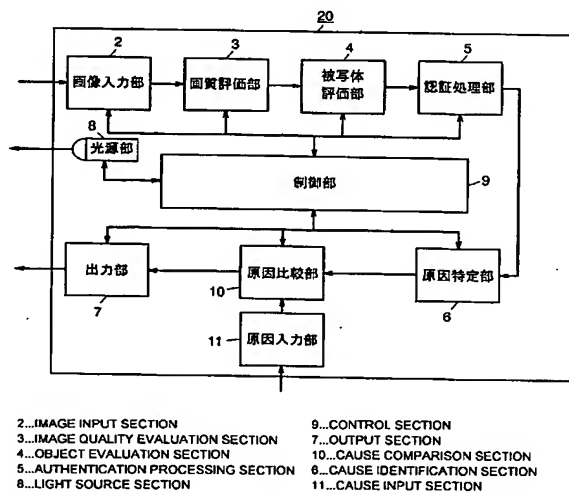 20
2
3
4
5
画像入力部
画質評価部
被写体
評価部
認証処理部
8
光源部
制御部
9
出力部
原因比較部
原因特定部
7
10
6
11
原因入力部
2...IMAGE INPUT SECTION
3...IMAGE QUALITY EVALUATION SECTION
4...OBJECT EVALUATION SECTION
5...AUTHENTICATION PROCESSING SECTION
8...LIGHT SOURCE SECTION
9...CONTROL SECTION
7...OUTPUT SECTION
10...CAUSE COMPARISON SECTION
6...CAUSE IDENTIFICATION SECTION
11...CAUSE INPUT SECTION